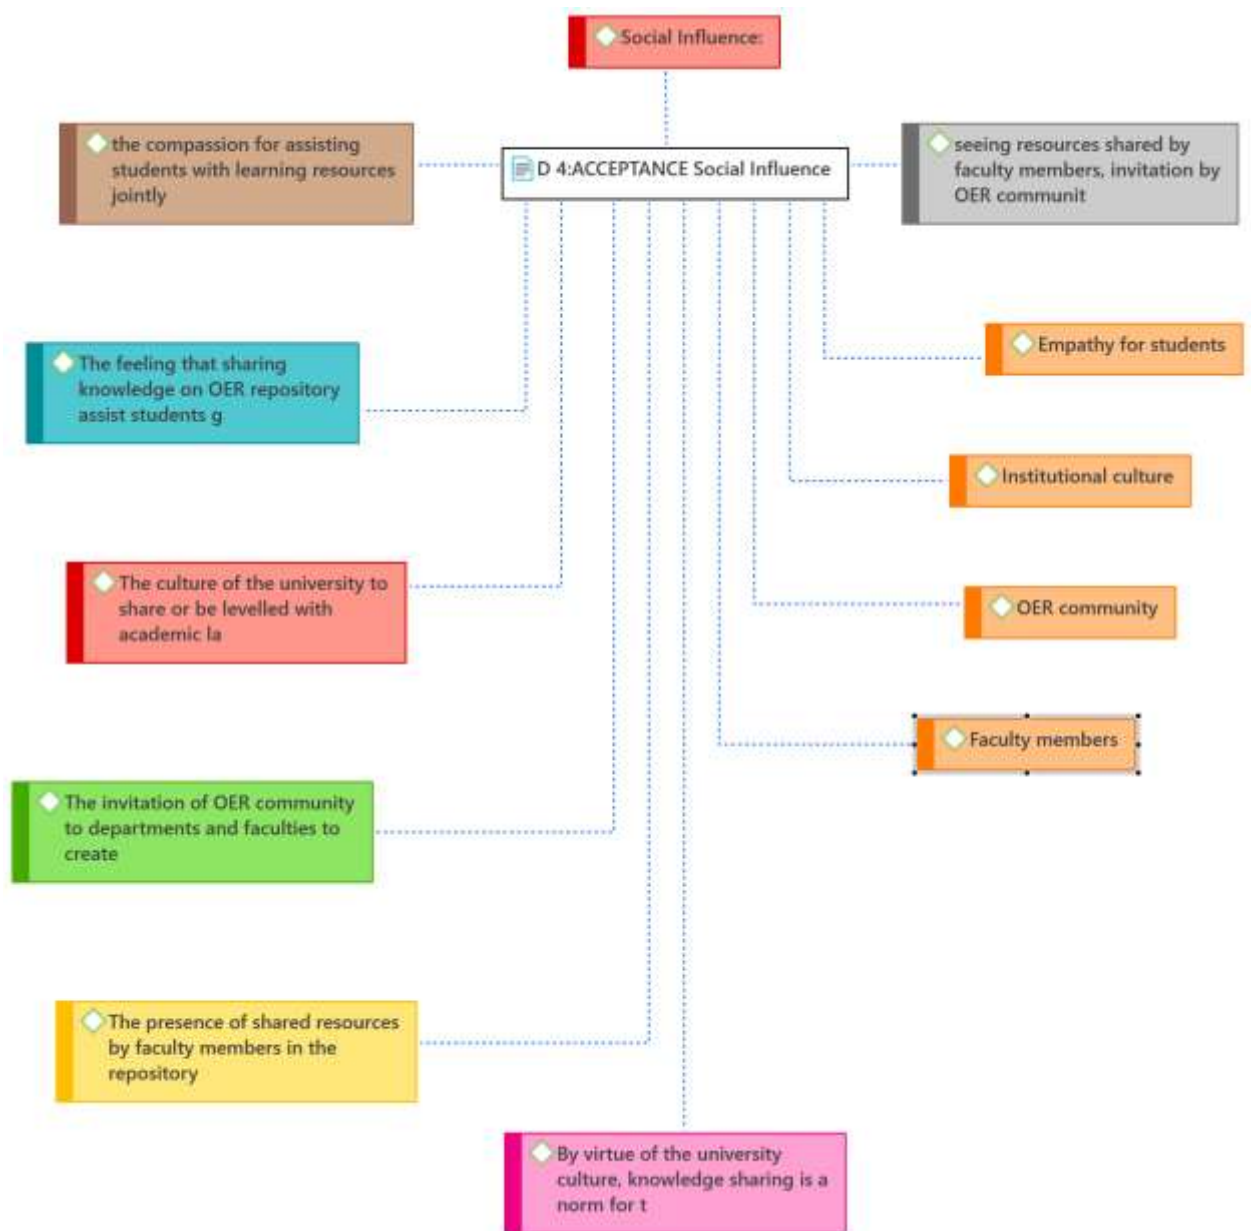 Social Influence:
the compassion for assisting
students with learning resources
jointly
D 4:ACCEPTANCE Social Influence
seeing resources shared by
faculty members, invitation by
OER communit
The feeling that sharing
knowledge on OER repository
assist students g
Empathy for students
Institutional culture
The culture of the university to
share or be levelled with
academic la
OER community
Faculty members
The invitation of OER community
to departments and faculties to
create
The presence of shared resources
by faculty members in the
repository
By virtue of the university
culture, knowledge sharing is a
norm for t